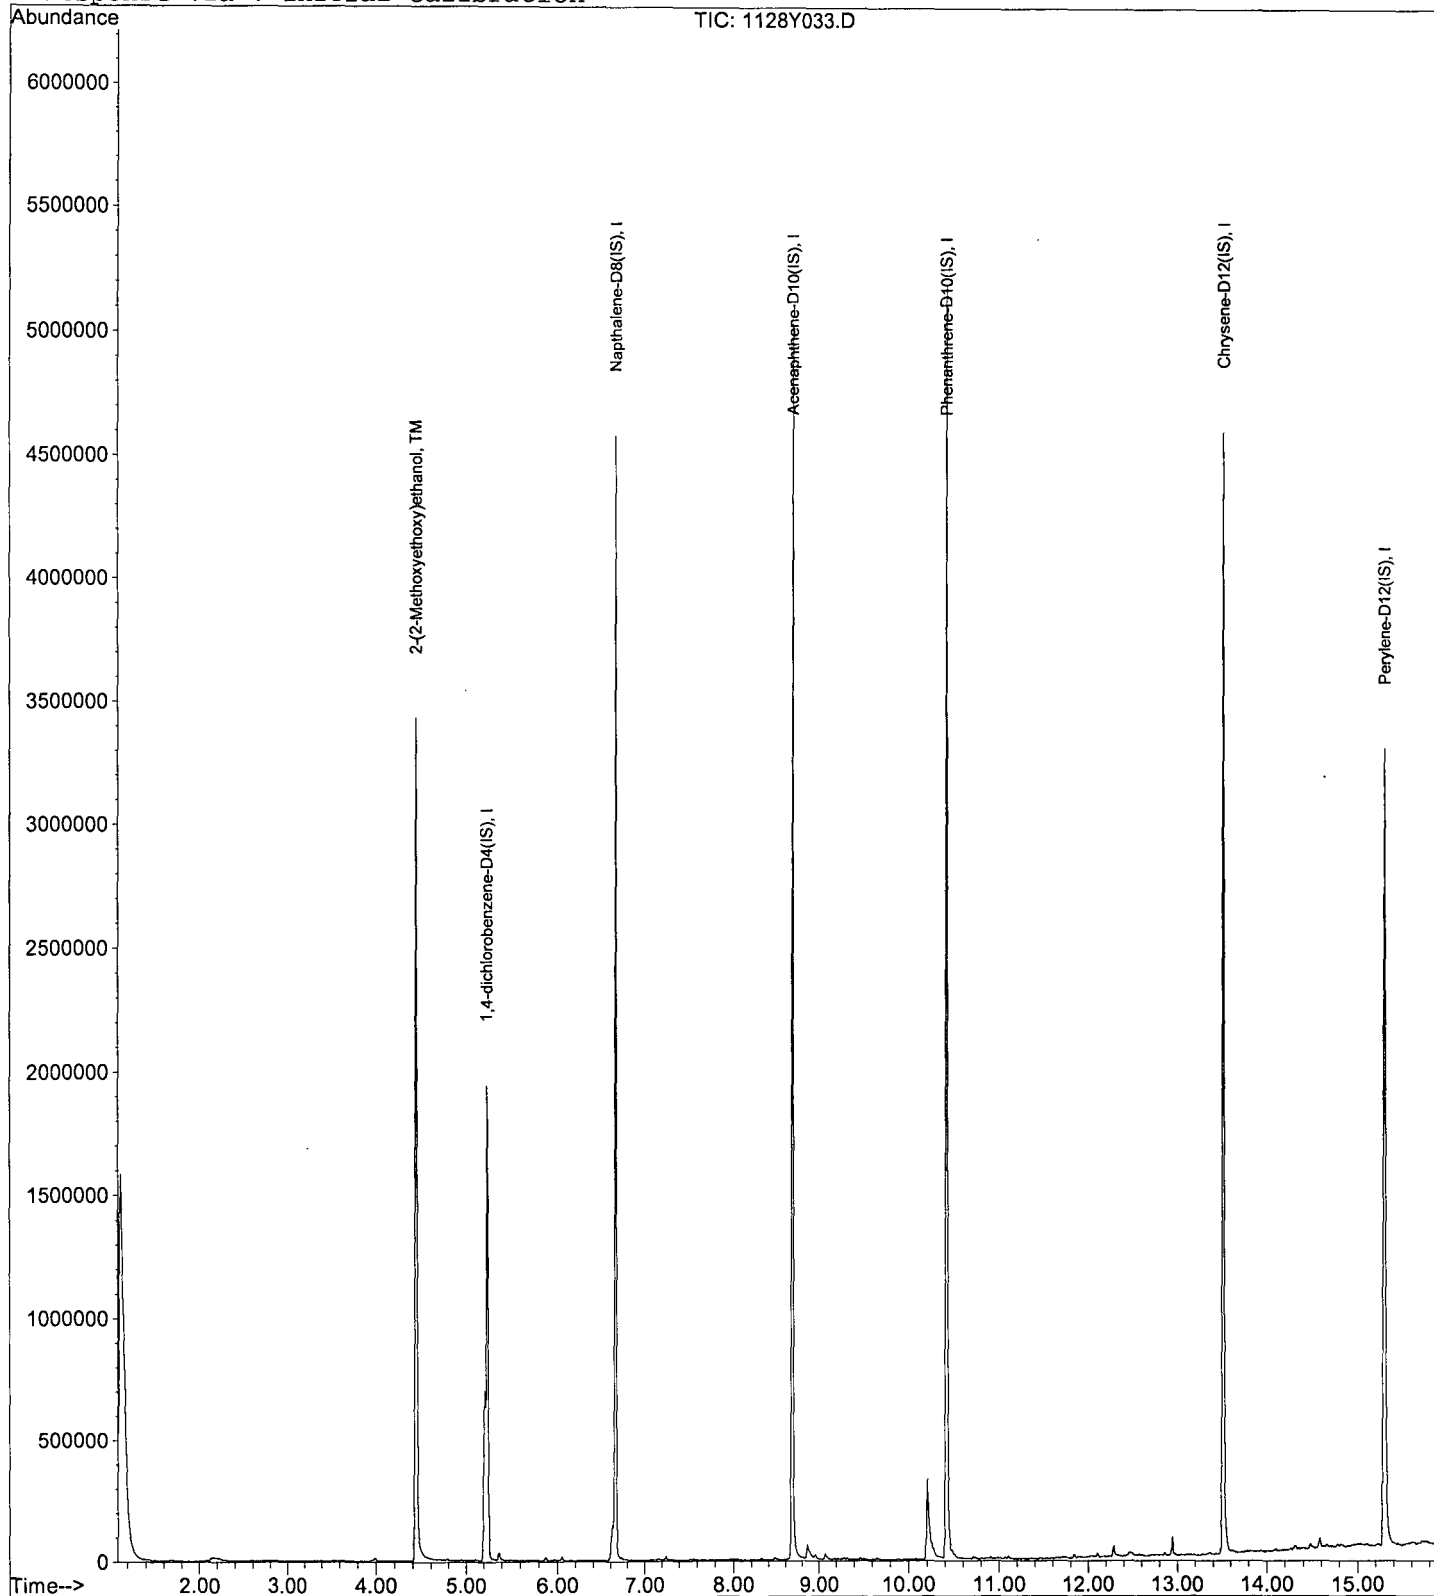 Abundance
TIC: 1128Y033.D
6000000
5500000
5000000
4500000
4000000
3500000
3000000
2500000
2000000
1500000
1000000
500000
0
2-(2-Methoxyethoxy)ethanol, TM
1,4-dichlorobenzene-D4(IS), I
Napthalene-D8(IS), I
Acenaphthene-D10(IS), I
Phenanthrene-D10(IS), I
Chrysene-D12(IS), I
Perylene-D12(IS), I
Time-->
2.00 3.00 4.00 5.00 6.00 7.00 8.00 9.00 10.00 11.00 12.00 13.00 14.00 15.00